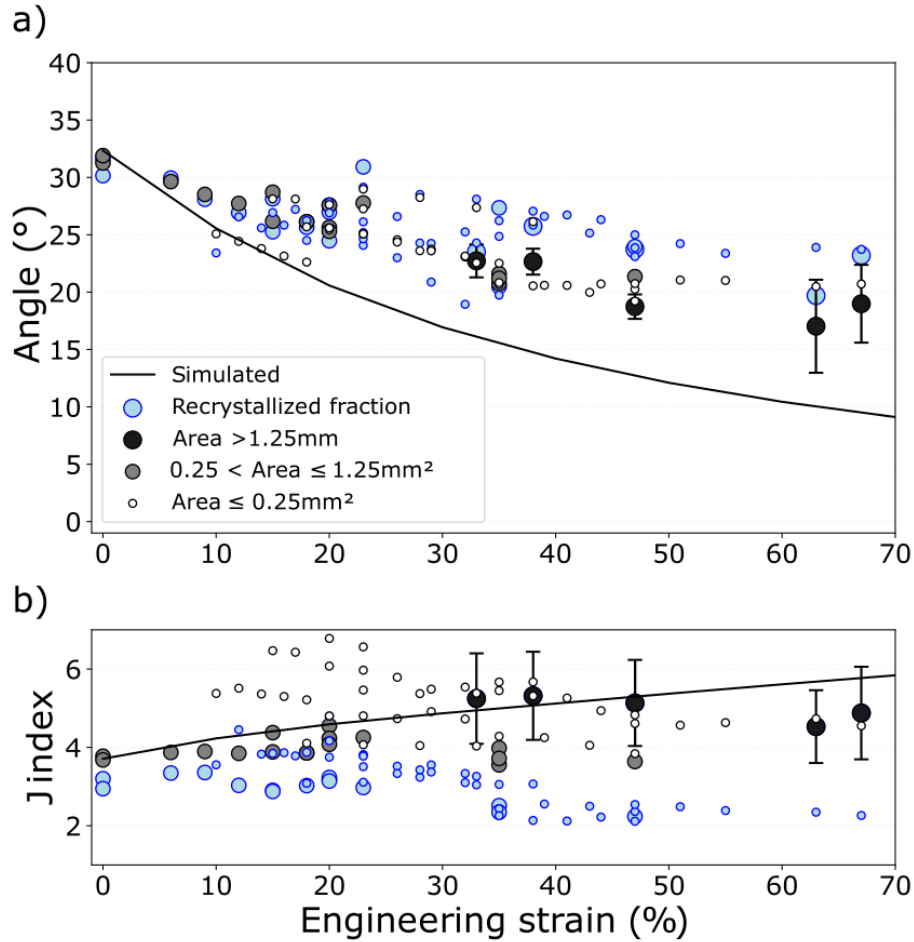 a)
40
35
30
25
20
15
10
5
0
Angle (°)
Simulated
Recrystallized fraction
Area >1.25mm
0.25 < Area ≤ 1.25mm²
Area ≤ 0.25mm²
0 10 20 30 40 50 60 70
b)
6
4
2
J index
0 10 20 30 40 50 60 70
Engineering strain (%)